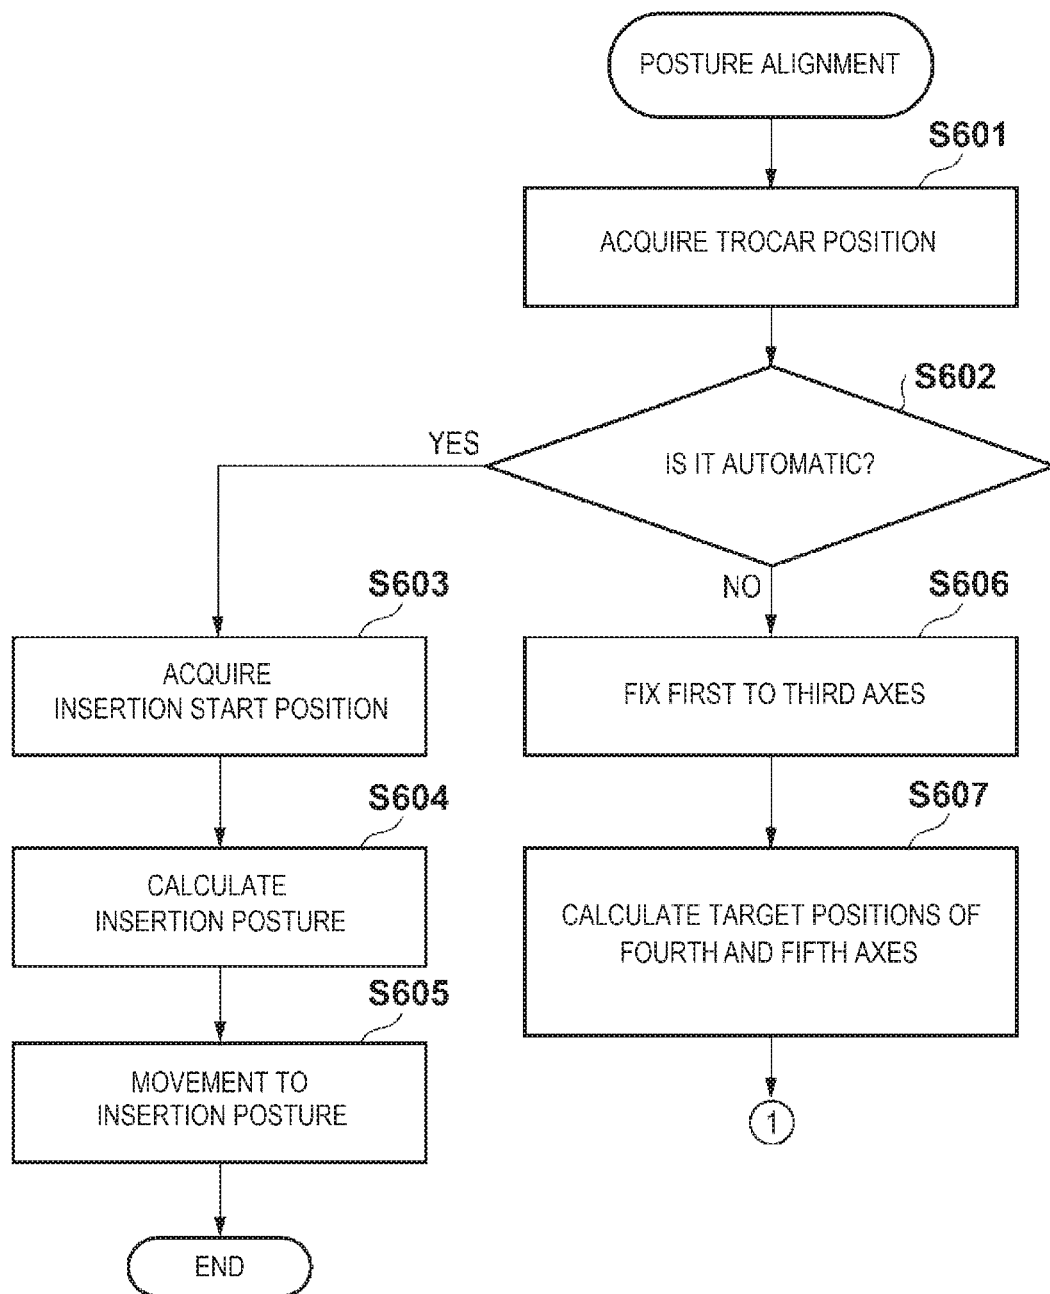 POSTURE ALIGNMENT
S601
ACQUIRE TROCAR POSITION
S602
IS IT AUTOMATIC?
YES
NO
S603
ACQUIRE
INSERTION START POSITION
S606
FIX FIRST TO THIRD AXES
S604
CALCULATE
INSERTION POSTURE
S607
CALCULATE TARGET POSITIONS OF
FOURTH AND FIFTH AXES
S605
MOVEMENT TO
INSERTION POSTURE
1
END